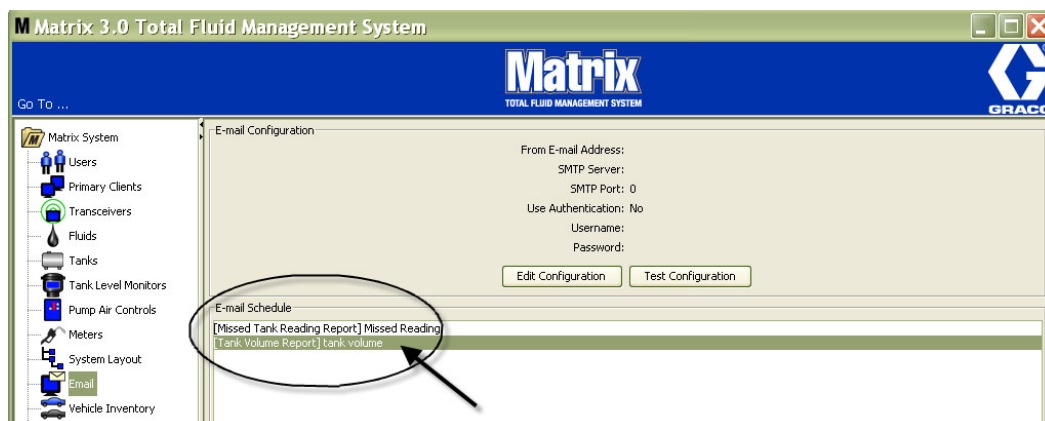 M Matrix 3.0 Total Fluid Management System
Matrix
TOTAL FLUID MANAGEMENT SYSTEM
GRACO
Go To ...
M Matrix System
Users
Primary Clients
Transceivers
Fluids
Tanks
Tank Level Monitors
Pump Air Controls
Meters
System Layout
Email
Vehicle Inventory
E-mail Configuration
From E-mail Address:
SMTP Server:
SMTP Port: 0
Use Authentication: No
Username:
Password:
Edit Configuration Test Configuration
E-mail Schedule
[Missed Tank Reading Report] Missed Reading
[Tank Volume Report] tank volume